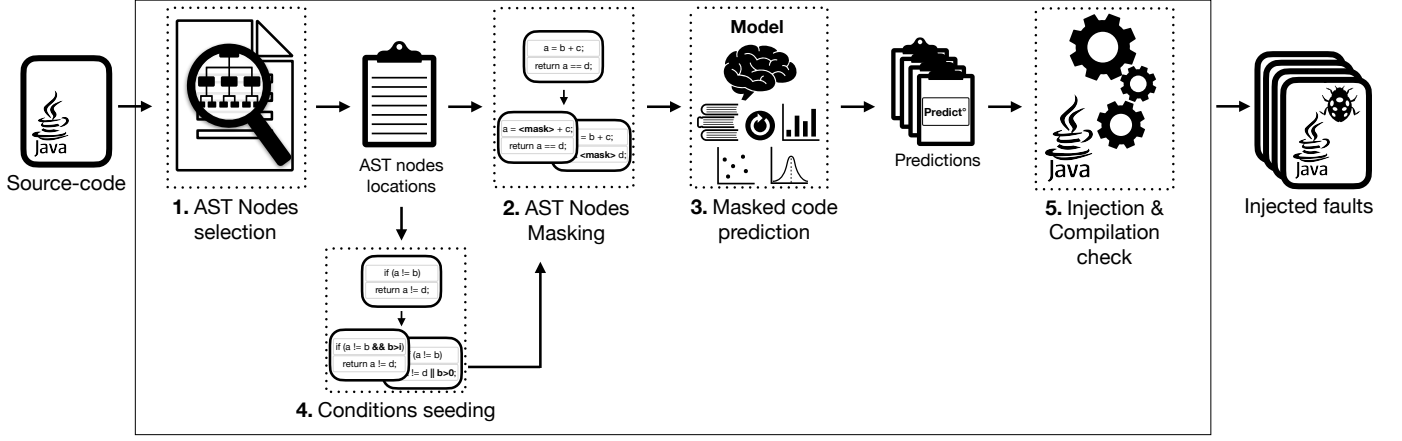 Java
Source-code
1. AST Nodes
selection
AST nodes
locations
a = b + c;
return a == d;
a = <mask> + c;
return a == d;
= b + c;
<mask> d;
2. AST Nodes
Masking
Model
3. Masked code
prediction
Predict°
Predictions
Java
5. Injection &
Compilation
check
Java
Injected faults
if (a != b)
return a != d;
if (a != b && b>i)
return a != d;
(a != b)
!= d || b>0;
4. Conditions seeding